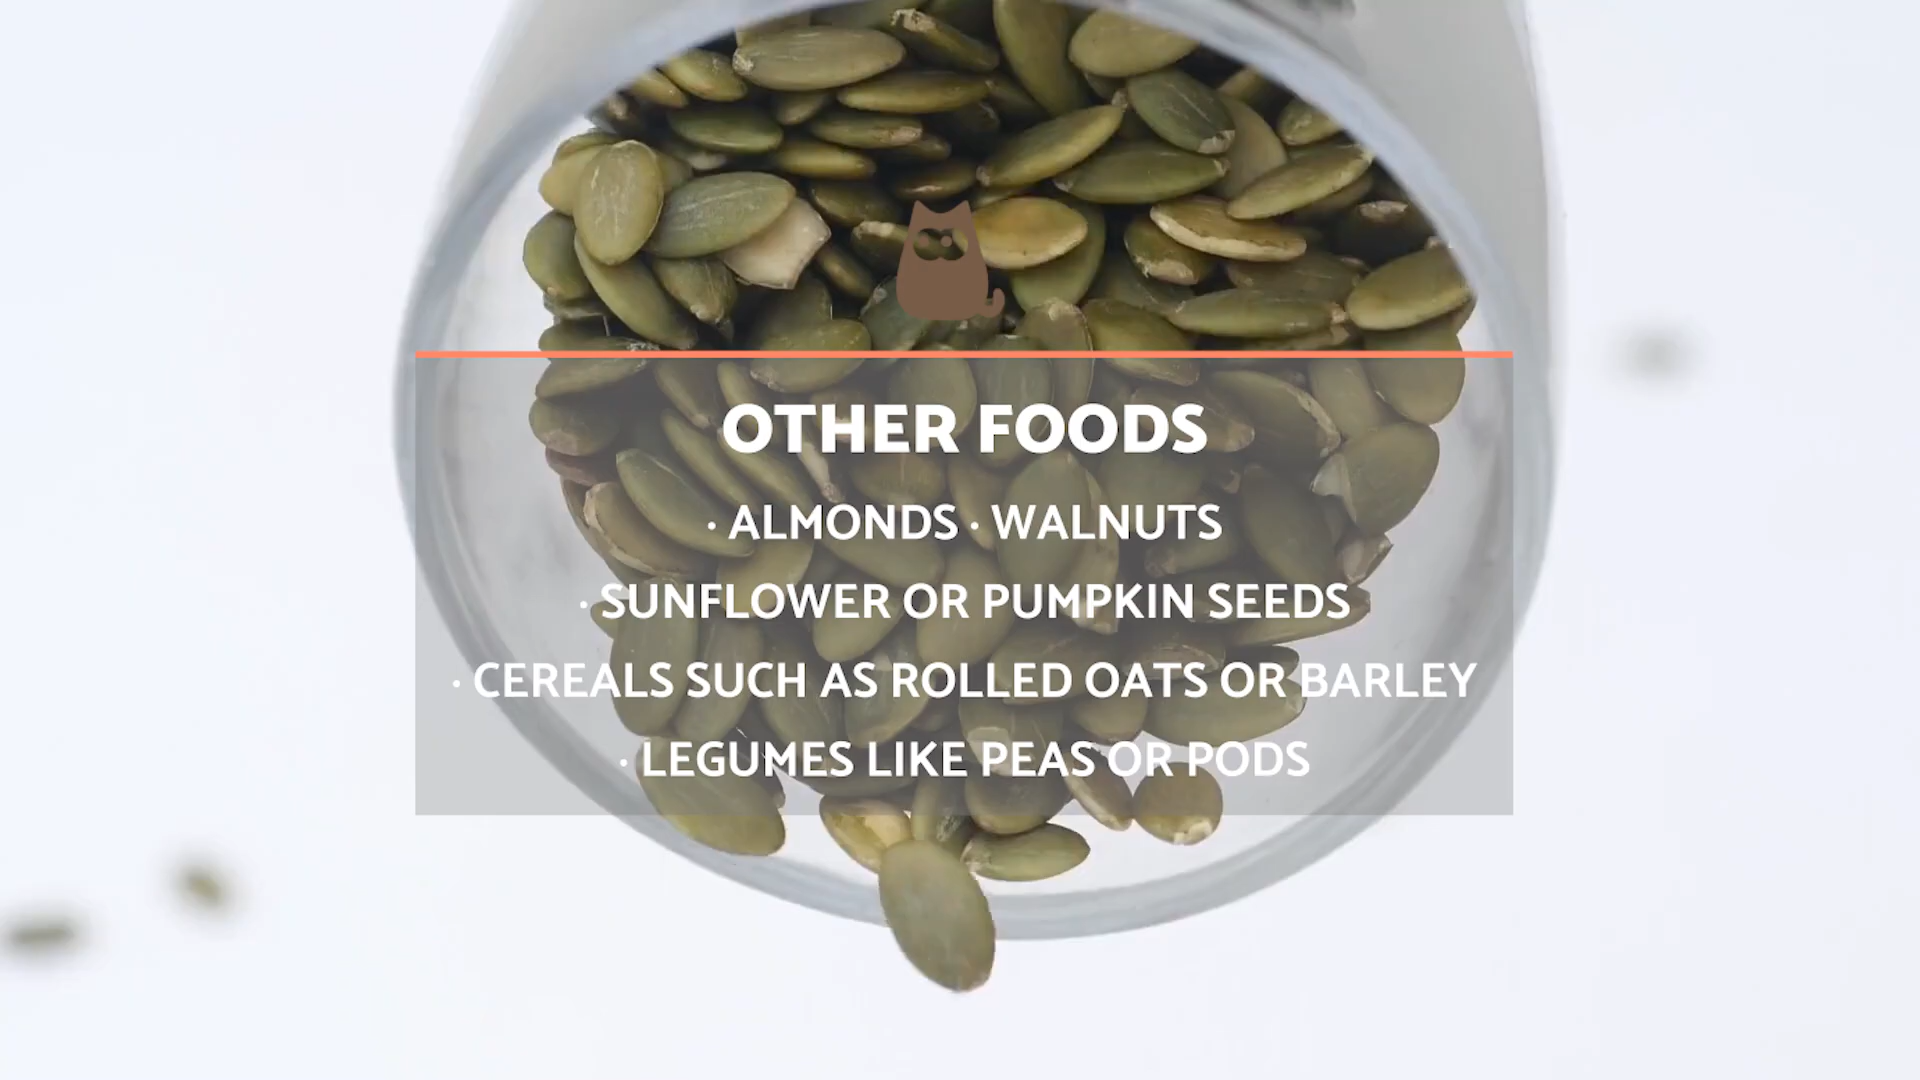 OTHER FOODS
· ALMONDS · WALNUTS
· SUNFLOWER OR PUMPKIN SEEDS
· CEREALS SUCH AS ROLLED OATS OR BARLEY
· LEGUMES LIKE PEAS OR PODS